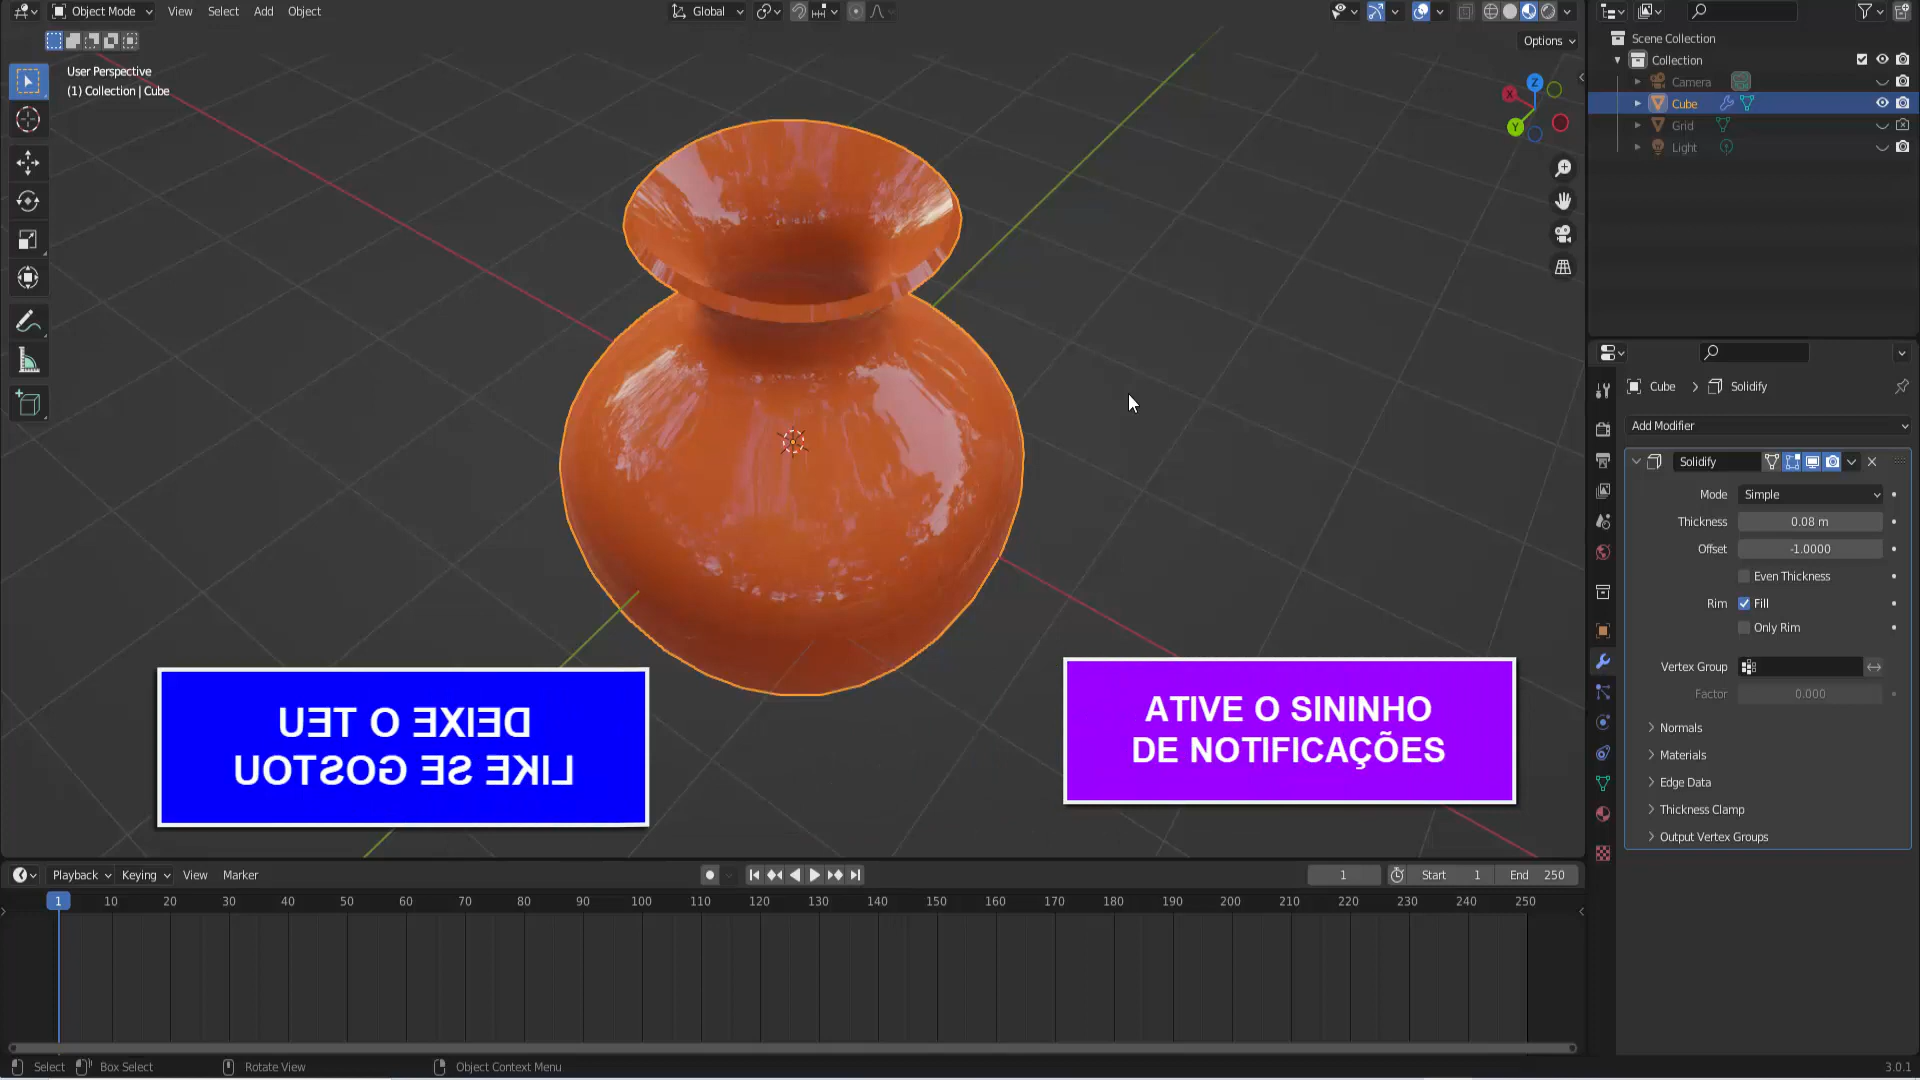 Object Mode View Select Add Object Global
Options
User Perspective
(1) Collection | Cube
X Y Z
DEIXE O TEU
LIKE SE GOSTOU
ATIVE O SININHO
DE NOTIFICAÇÕES
Scene Collection
Collection
Camera
Cube
Grid
Light
Cube > Solidify
Add Modifier
Solidify
Mode Simple
Thickness 0.08 m
Offset -1.0000
Even Thickness
Rim Fill
Only Rim
Vertex Group
Factor 0.000
Normals
Materials
Edge Data
Thickness Clamp
Output Vertex Groups
Playback Keying View Marker 1 Start 1 End 250
1 10 20 30 40 50 60 70 80 90 100 110 120 130 140 150 160 170 180 190 200 210 220 230 240 250
Select Box Select Rotate View Object Context Menu 3.0.1